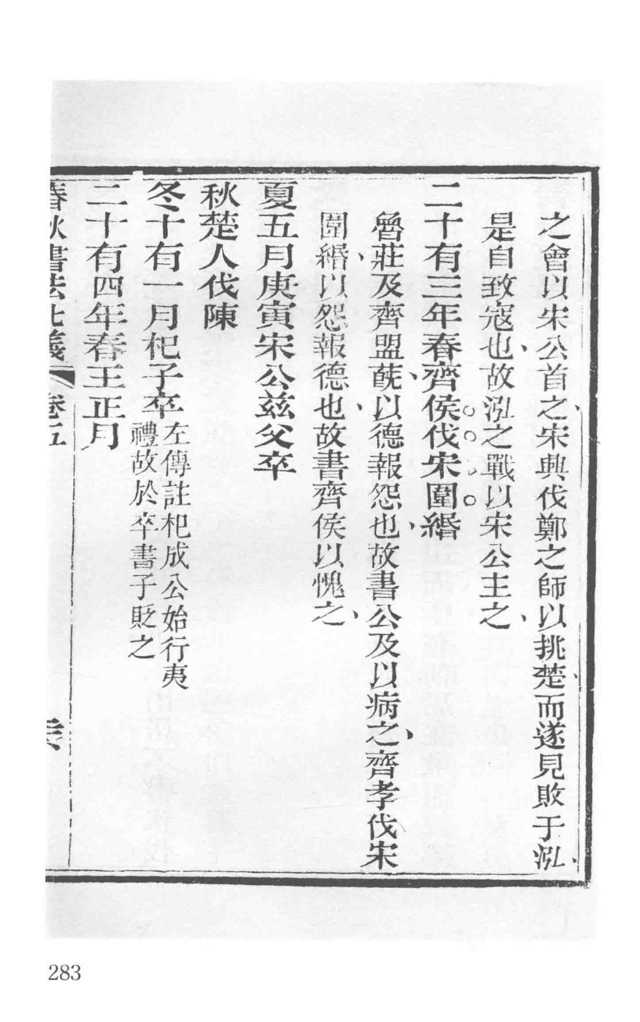 之會以宋公首之宋興伐鄭之師以挑楚而遂見敗于泓
是自致寇也故泓之戰以宋公主之
二十有三年春齊侯伐宋圍緡
魯莊及齊盟蔇以德報怨也故書公及以病之齊孝伐宋
圍緡以怨報德也故書齊侯以愧之
夏五月庚寅宋公茲父卒
秋楚人伐陳
冬十有一月杞子卒左傳註杞成公始行夷
禮故於卒書子貶之
二十有四年春王正月
春秋書法比義 卷五
283